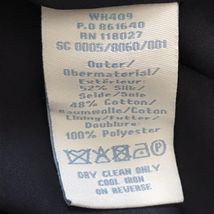 WH409
P.O 861640
RN 118027
SC 0005/8060/001
Outer/
Obermaterial/
Extérieur:
52% Silk/
Seide/Soie
48% Cotton/
Baumwolle/Coton
Lining/Futter/
Doublure:
100% Polyester
DRY CLEAN ONLY
COOL IRON
ON REVERSE